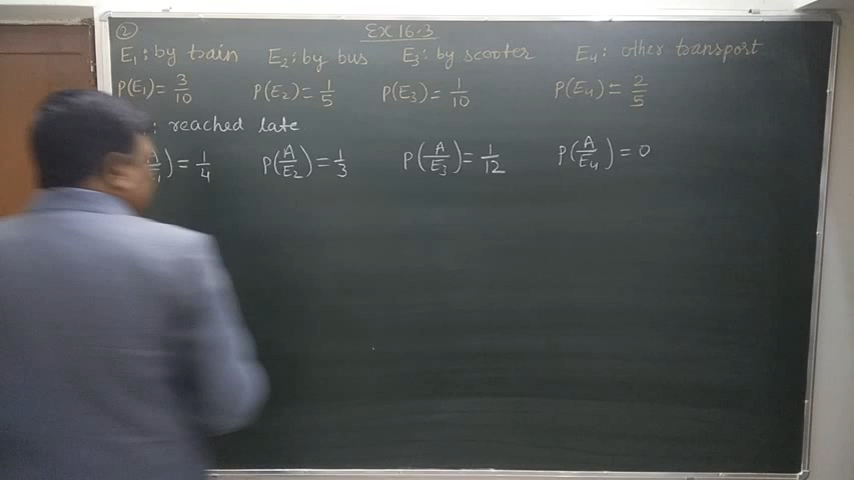 ② Ex 16.3
E₁: by train E₂: by bus E₃: by scooter E₄: other transport
P(E₁) = 3/10 P(E₂) = 1/5 P(E₃) = 1/10 P(E₄) = 2/5
: reached late
= 1/4 P(A/E₂) = 1/3 P(A/E₃) = 1/12 P(A/E₄) = 0